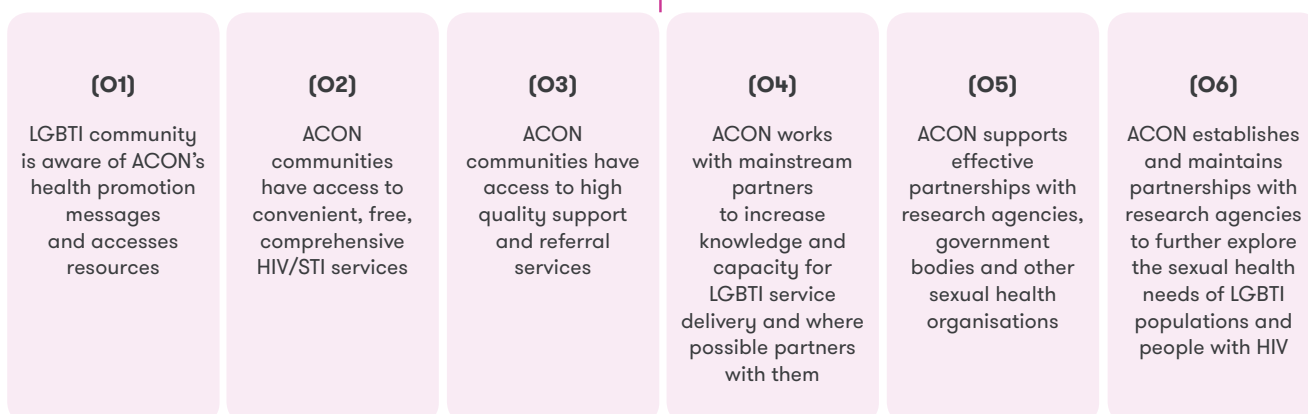 (01)
LGBTI community
is aware of ACON's
health promotion
messages
and accesses
resources
(02)
ACON
communities
have access to
convenient, free,
comprehensive
HIV/STI services
(03)
ACON
communities have
access to high
quality support
and referral
services
(04)
ACON works
with mainstream
partners
to increase
knowledge and
capacity for
LGBTI service
delivery and where
possible partners
with them
(05)
ACON supports
effective
partnerships with
research agencies,
government
bodies and other
sexual health
organisations
(06)
ACON establishes
and maintains
partnerships with
research agencies
to further explore
the sexual health
needs of LGBTI
populations and
people with HIV